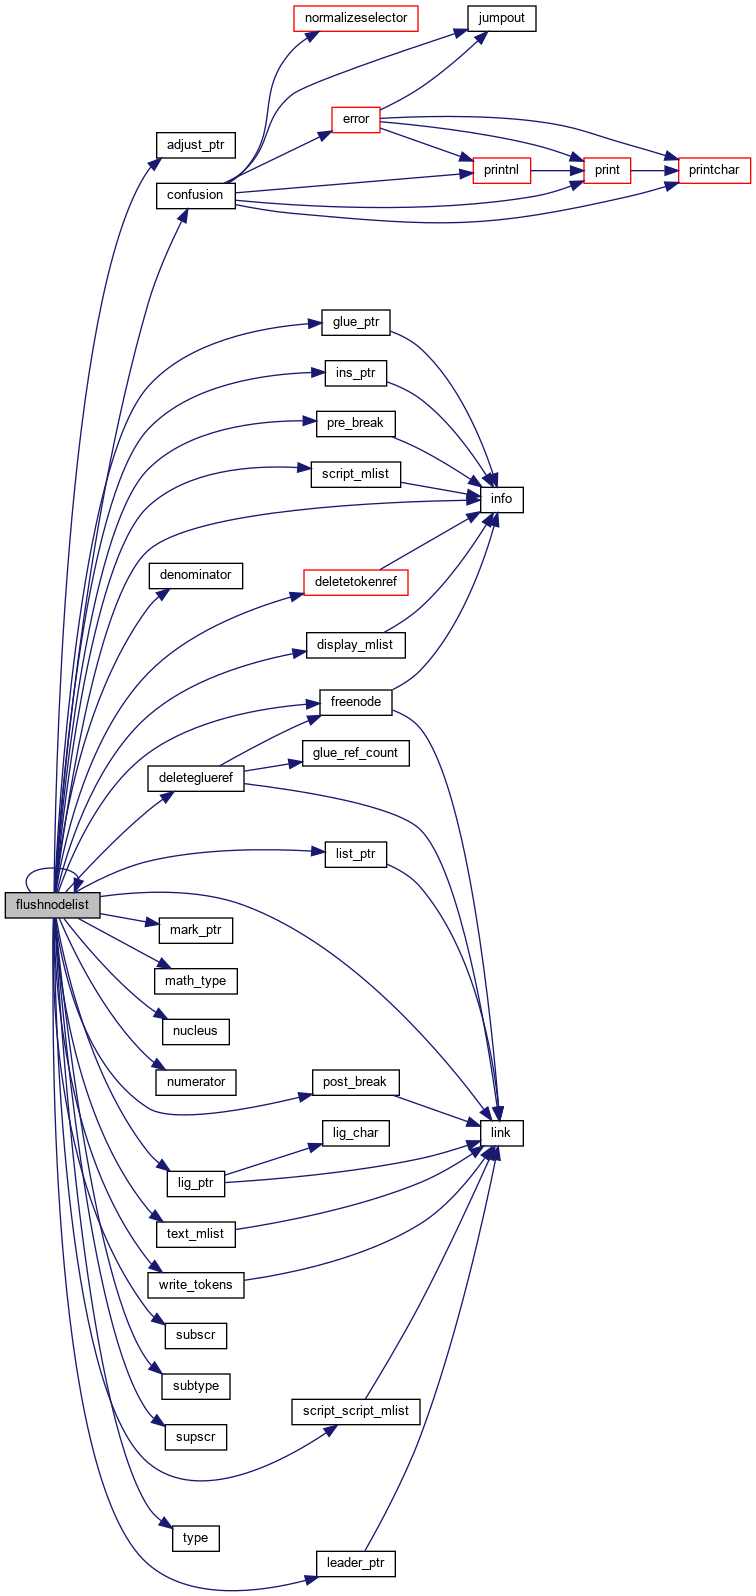 normalizeselector
jumpout
error
adjust_ptr
printnl
print
printchar
confusion
glue_ptr
ins_ptr
pre_break
script_mlist
info
denominator
deletetokenref
display_mlist
freenode
glue_ref_count
deleteglueref
list_ptr
flushnodelist
mark_ptr
math_type
nucleus
numerator
post_break
lig_char
link
lig_ptr
text_mlist
write_tokens
subscr
subtype
script_script_mlist
supscr
type
leader_ptr